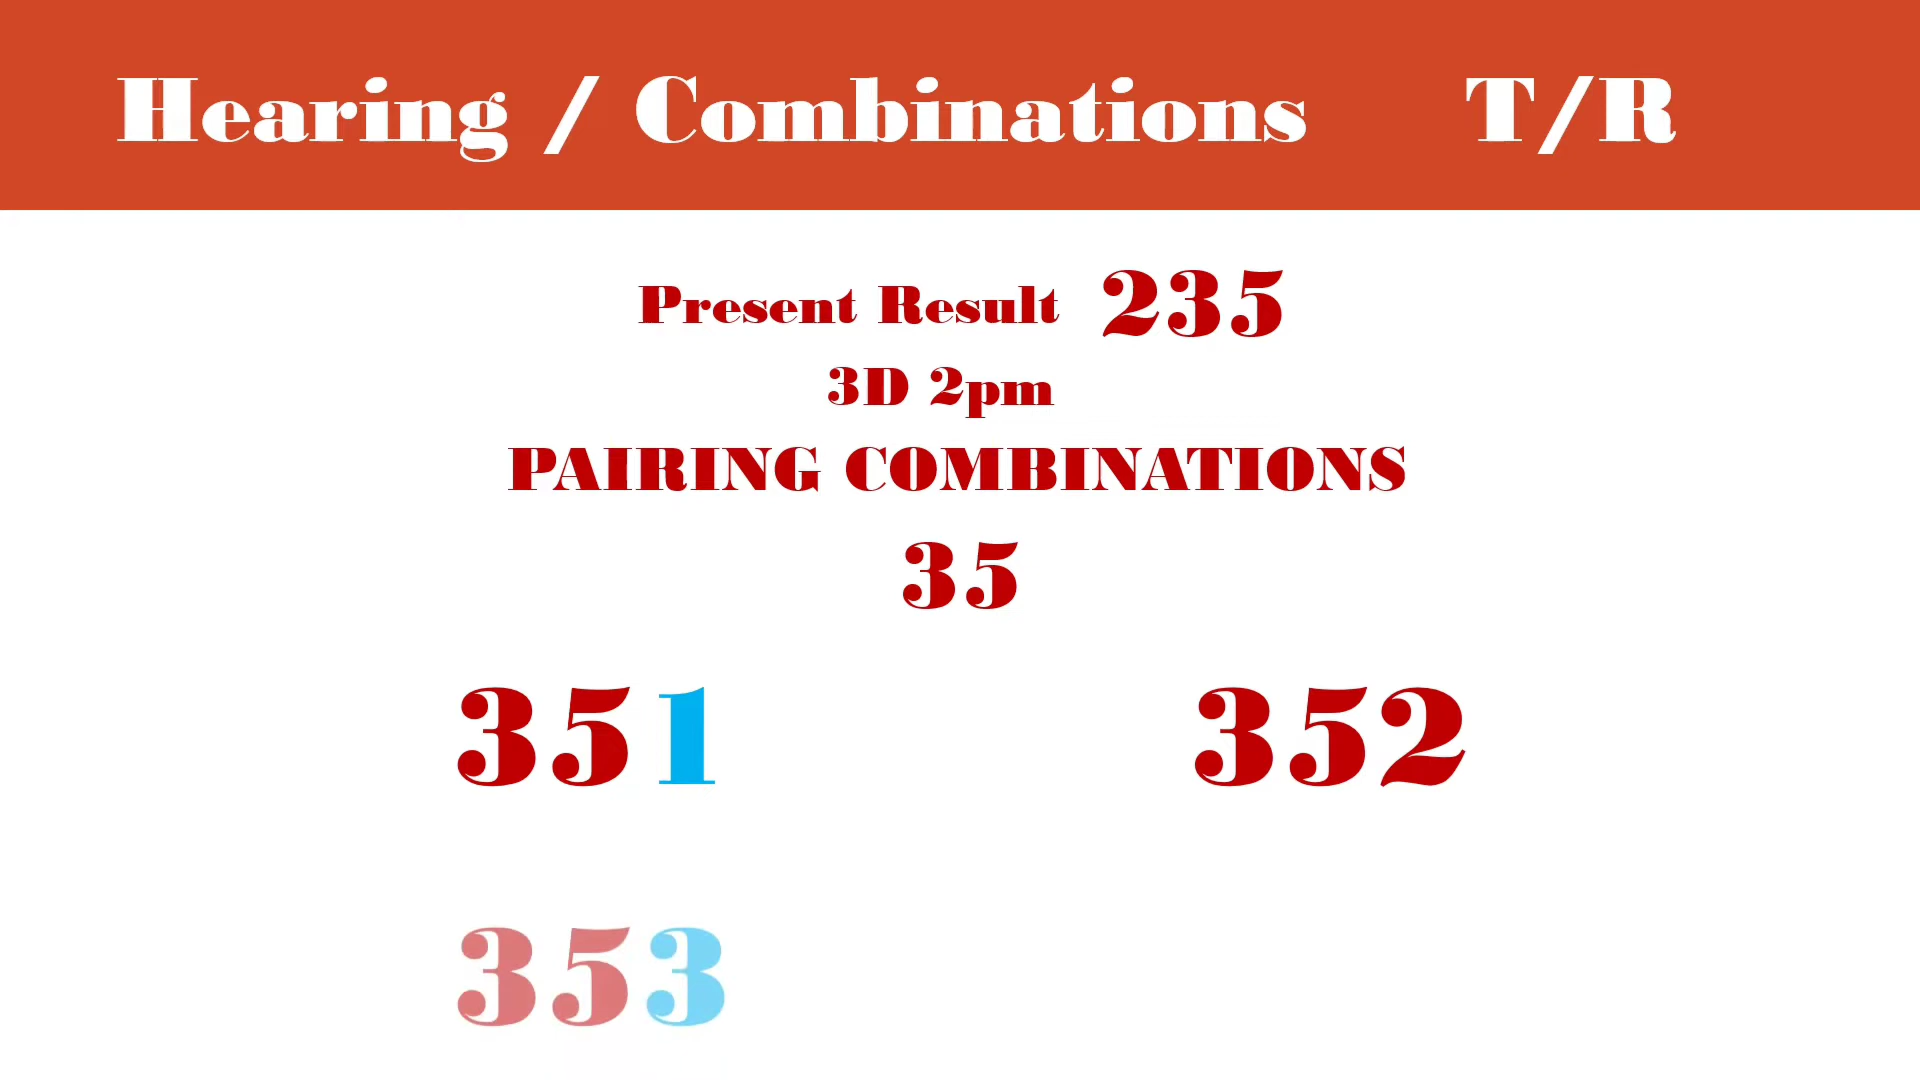 Hearing / Combinations T/R
Present Result 235
3D 2pm
PAIRING COMBINATIONS
35
351 352
353